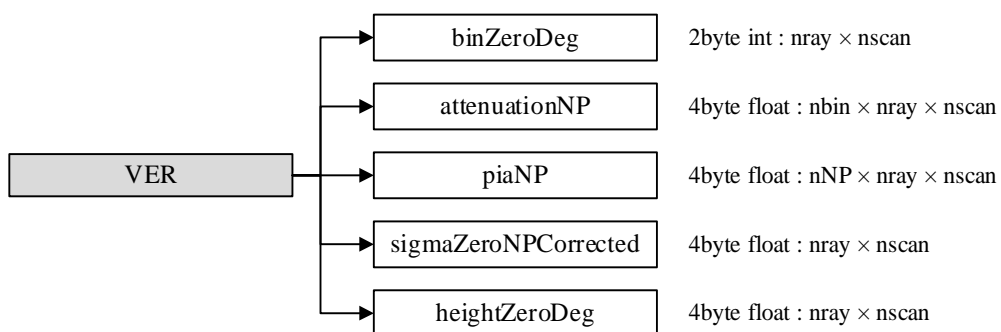 binZeroDeg 2byte int : nray × nscan
attenuationNP 4byte float : nbin × nray × nscan
VER piaNP 4byte float : nNP × nray × nscan
sigmaZeroNPCorrected 4byte float : nray × nscan
heightZeroDeg 4byte float : nray × nscan